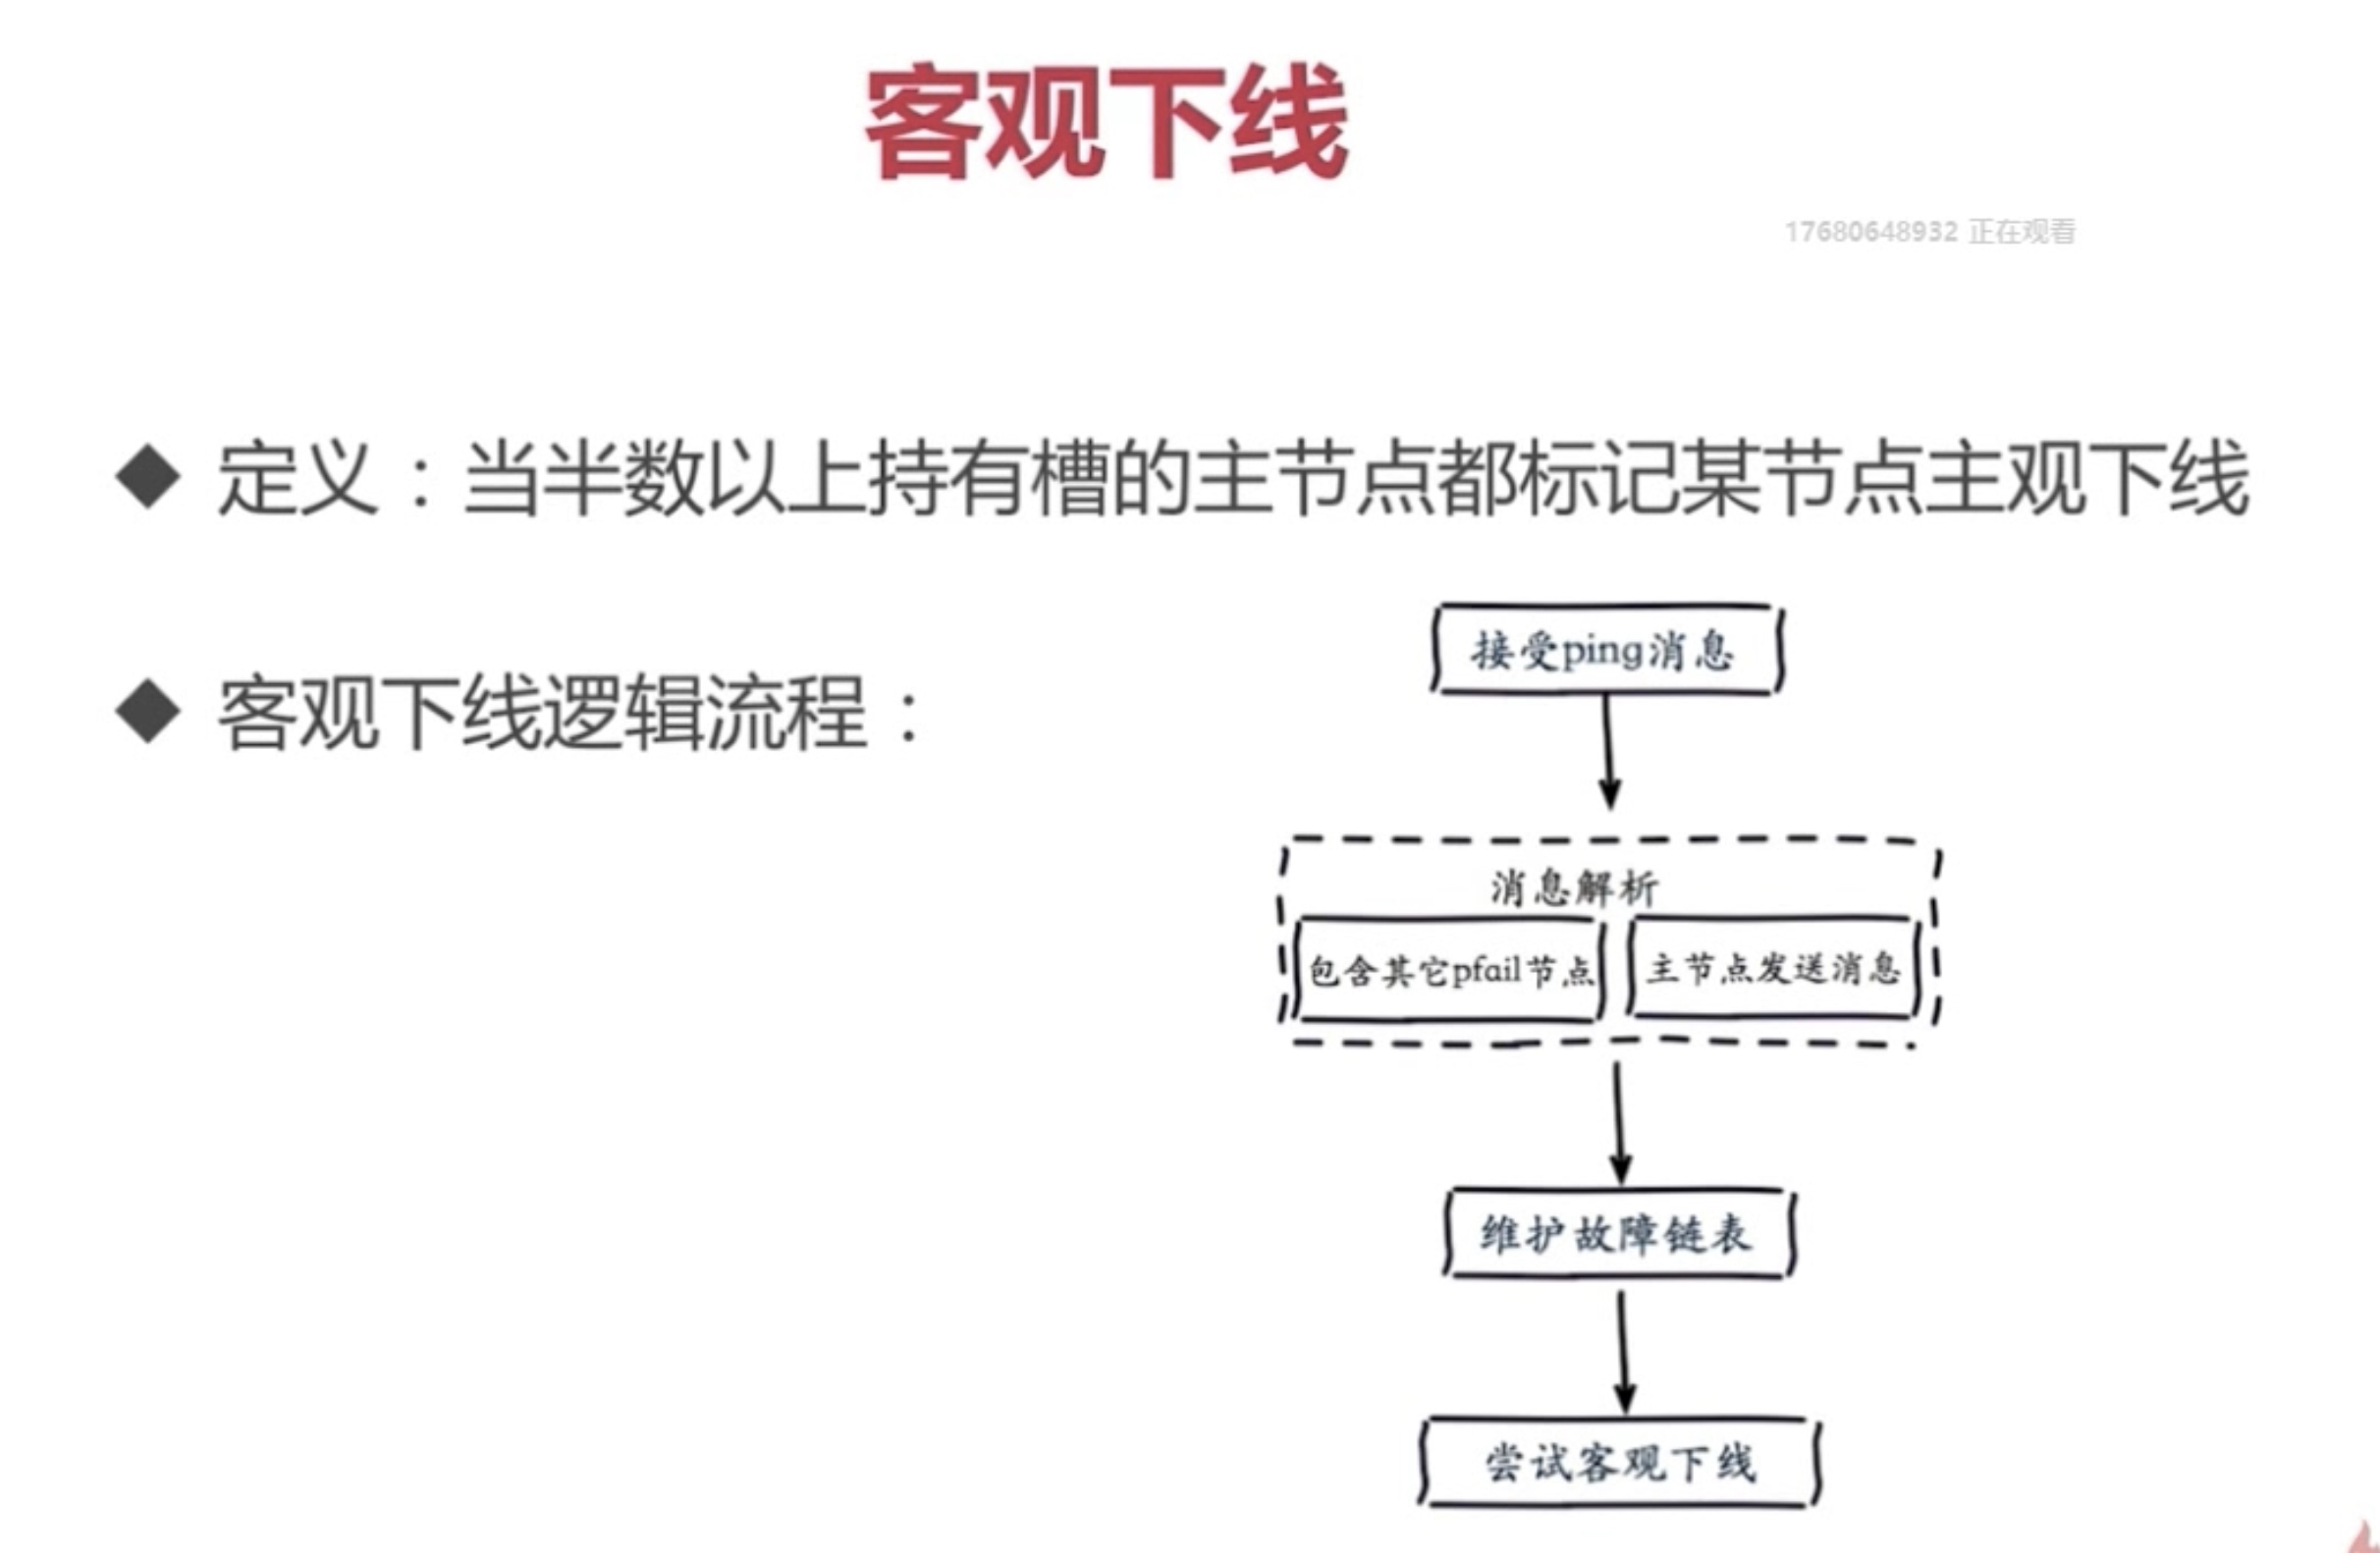 客观下线
17680648932 正在观看
◆ 定义：当半数以上持有槽的主节点都标记某节点主观下线
◆ 客观下线逻辑流程：
接受ping消息
消息解析
包含其它pfail节点
主节点发送消息
维护故障链表
尝试客观下线